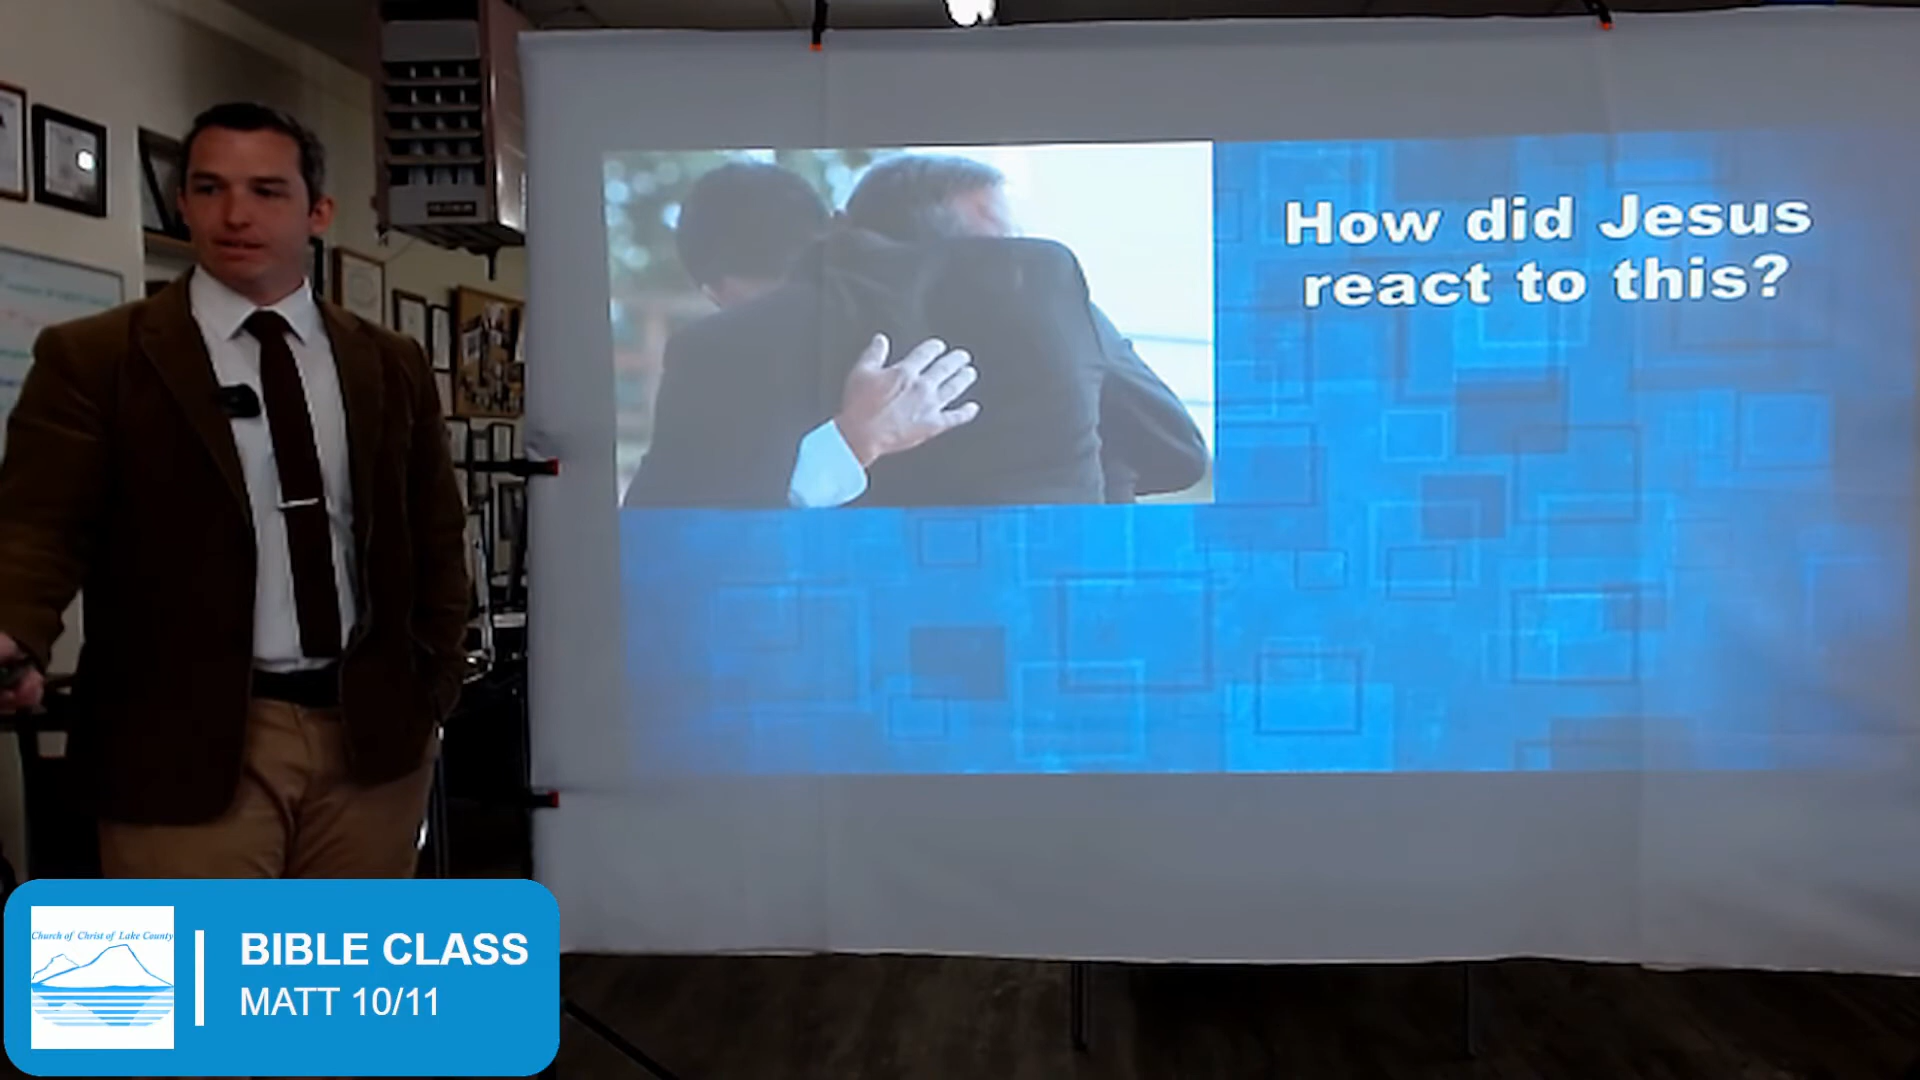 How did Jesus
react to this?
Church of Christ of Lake County
BIBLE CLASS
MATT 10/11